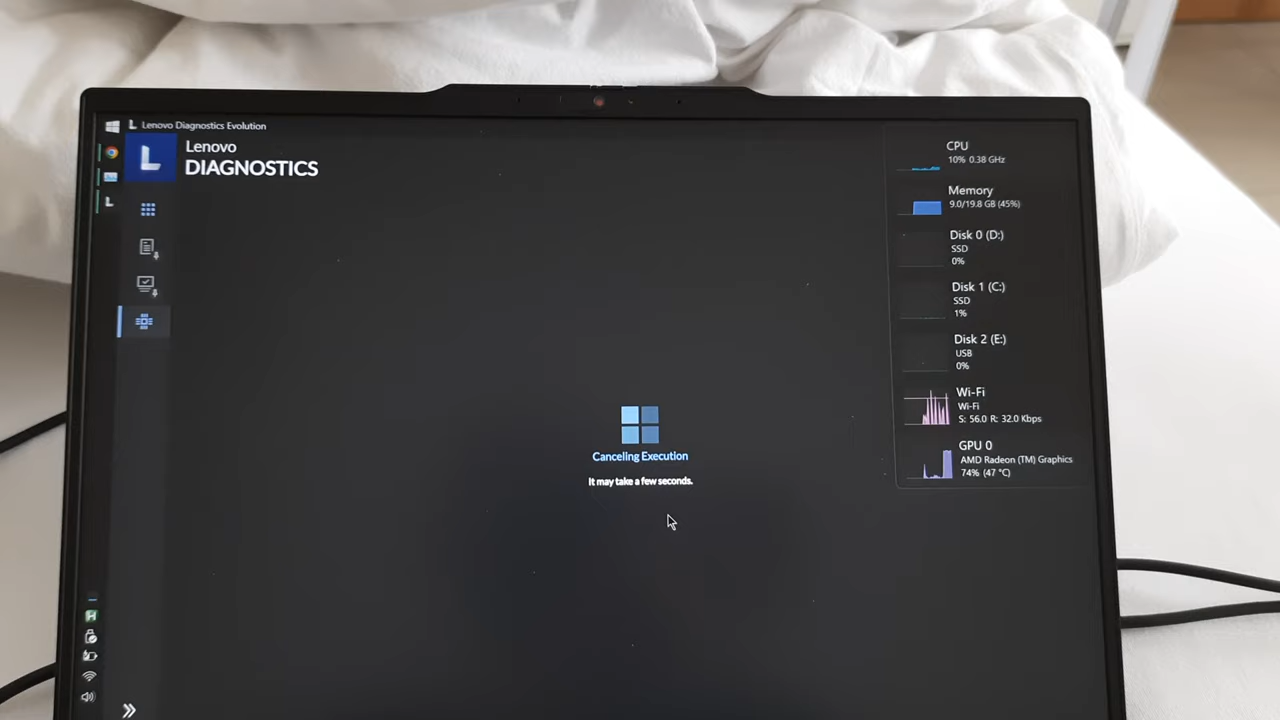 Lenovo Diagnostics Evolution
Lenovo
DIAGNOSTICS
CPU
10% 0.38 GHz
Memory
9.0/19.8 GB (45%)
Disk 0 (D:)
SSD
0%
Disk 1 (C:)
SSD
1%
Disk 2 (E:)
USB
0%
Wi-Fi
Wi-Fi
S: 56.0 R: 32.0 Kbps
GPU 0
AMD Radeon (TM) Graphics
74% (47 °C)
Canceling Execution
It may take a few seconds.